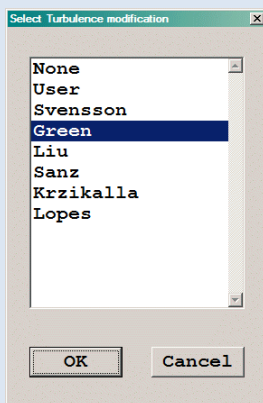 Select Turbulence modification
None
User
Svensson
Green
Liu
Sanz
Krzikalla
Lopes
OK Cancel